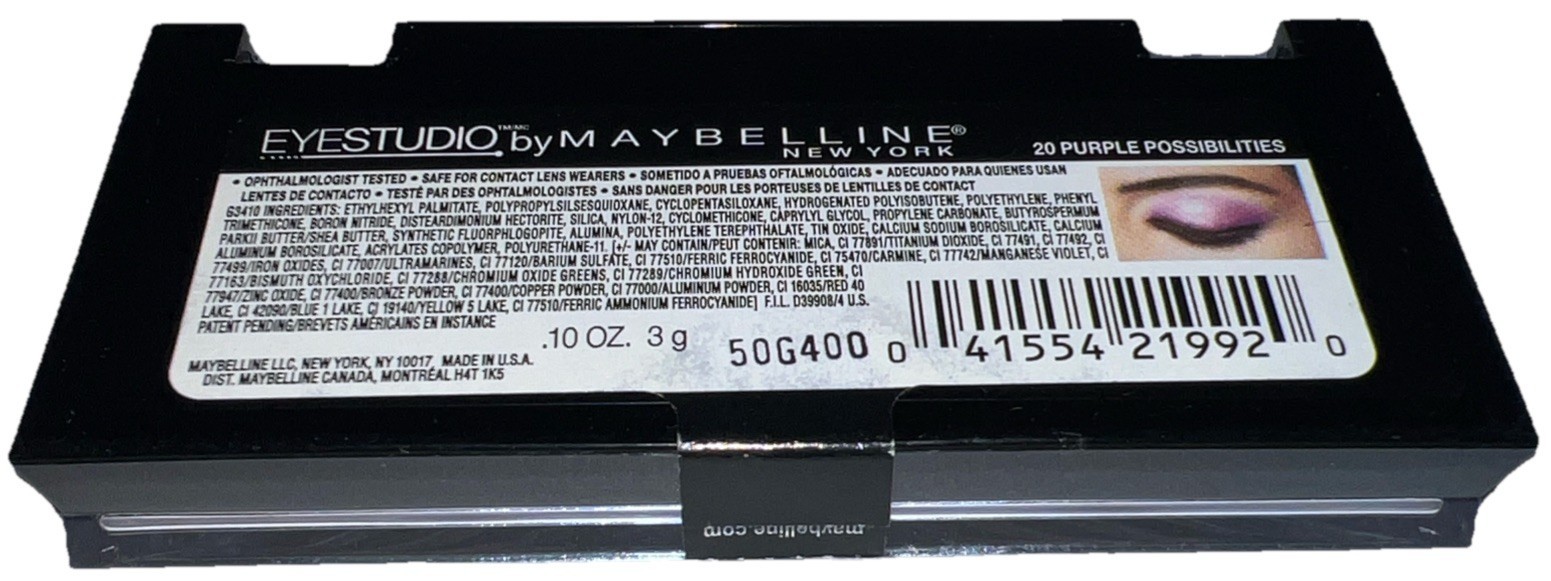 EYESTUDIO™/MC by MAYBELLINE®
NEW YORK
20 PURPLE POSSIBILITIES
• OPHTHALMOLOGIST TESTED • SAFE FOR CONTACT LENS WEARERS • SOMETIDO A PRUEBAS OFTALMOLÓGICAS • ADECUADO PARA QUIENES USAN
LENTES DE CONTACTO • TESTÉ PAR DES OPHTALMOLOGISTES • SANS DANGER POUR LES PORTEUSES DE LENTILLES DE CONTACT
G3410 INGREDIENTS: ETHYLHEXYL PALMITATE, POLYPROPYLSILSESQUIOXANE, CYCLOPENTASILOXANE, HYDROGENATED POLYISOBUTENE, POLYETHYLENE, PHENYL
TRIMETHICONE, BORON NITRIDE, DISTEARDIMONIUM HECTORITE, SILICA, NYLON-12, CYCLOMETHICONE, CAPRYLYL GLYCOL, PROPYLENE CARBONATE, BUTYROSPERMUM
PARKII BUTTER/SHEA BUTTER, SYNTHETIC FLUORPHLOGOPITE, ALUMINA, POLYETHYLENE TEREPHTHALATE, TIN OXIDE, CALCIUM SODIUM BOROSILICATE, CALCIUM
ALUMINUM BOROSILICATE, ACRYLATES COPOLYMER, POLYURETHANE-11. [+/- MAY CONTAIN/PEUT CONTENIR: MICA, CI 77891/TITANIUM DIOXIDE, CI 77491, CI 77492, CI
77499/IRON OXIDES, CI 77007/ULTRAMARINES, CI 77120/BARIUM SULFATE, CI 77510/FERRIC FERROCYANIDE, CI 75470/CARMINE, CI 77742/MANGANESE VIOLET, CI
77163/BISMUTH OXYCHLORIDE, CI 77288/CHROMIUM OXIDE GREENS, CI 77289/CHROMIUM HYDROXIDE GREEN, CI
77947/ZINC OXIDE, CI 77400/BRONZE POWDER, CI 77400/COPPER POWDER, CI 77000/ALUMINUM POWDER, CI 16035/RED 40
LAKE, CI 42090/BLUE 1 LAKE, CI 19140/YELLOW 5 LAKE, CI 77510/FERRIC AMMONIUM FERROCYANIDE] F.I.L. D39908/4 U.S.
PATENT PENDING/BREVETS AMÉRICAINS EN INSTANCE
.10 OZ. 3 g
50G400
0 41554 21992 0
MAYBELLINE LLC, NEW YORK, NY 10017 MADE IN U.S.A.
DIST. MAYBELLINE CANADA, MONTRÉAL H4T 1K5
maybelline.com